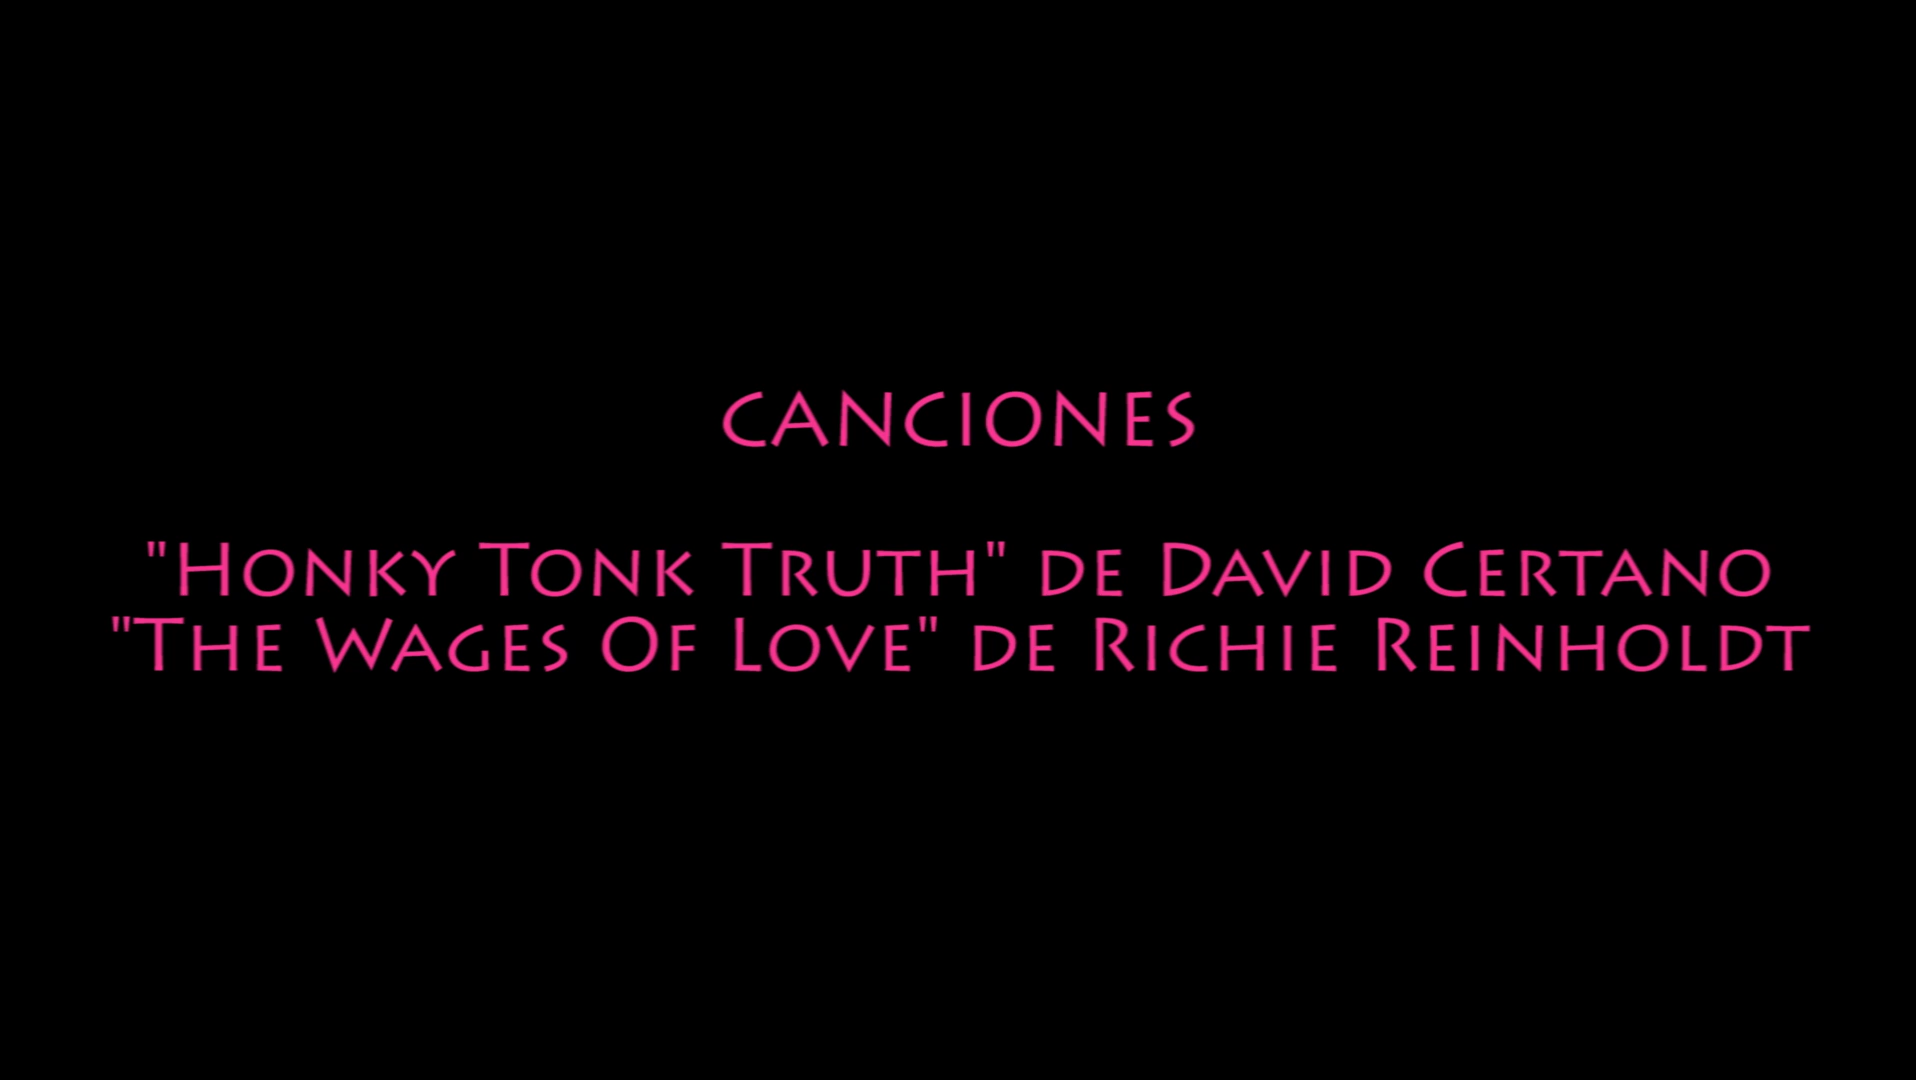 CANCIONES
"Honky Tonk Truth" de David Certano
"The Wages Of Love" de Richie Reinholdt